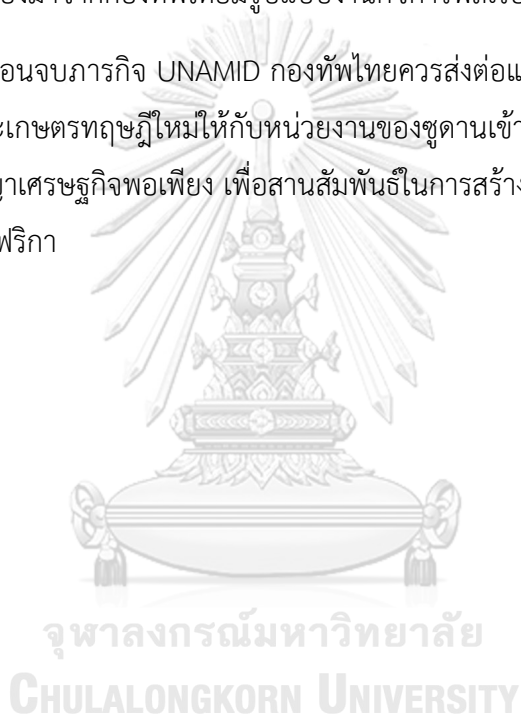 อนจบภารกิจ UNAMID กองทัพไทยควรส่งต่อแ
ะเกษตรทฤษฎีใหม่ให้กับหน่วยงานของซูดานเข้า
ญาเศรษฐกิจพอเพียง เพื่อสานสัมพันธ์ในการสร้าง
ฟริกา
จุฬาลงกรณ์มหาวิทยาลัย
CHULALONGKORN UNIVERSITY